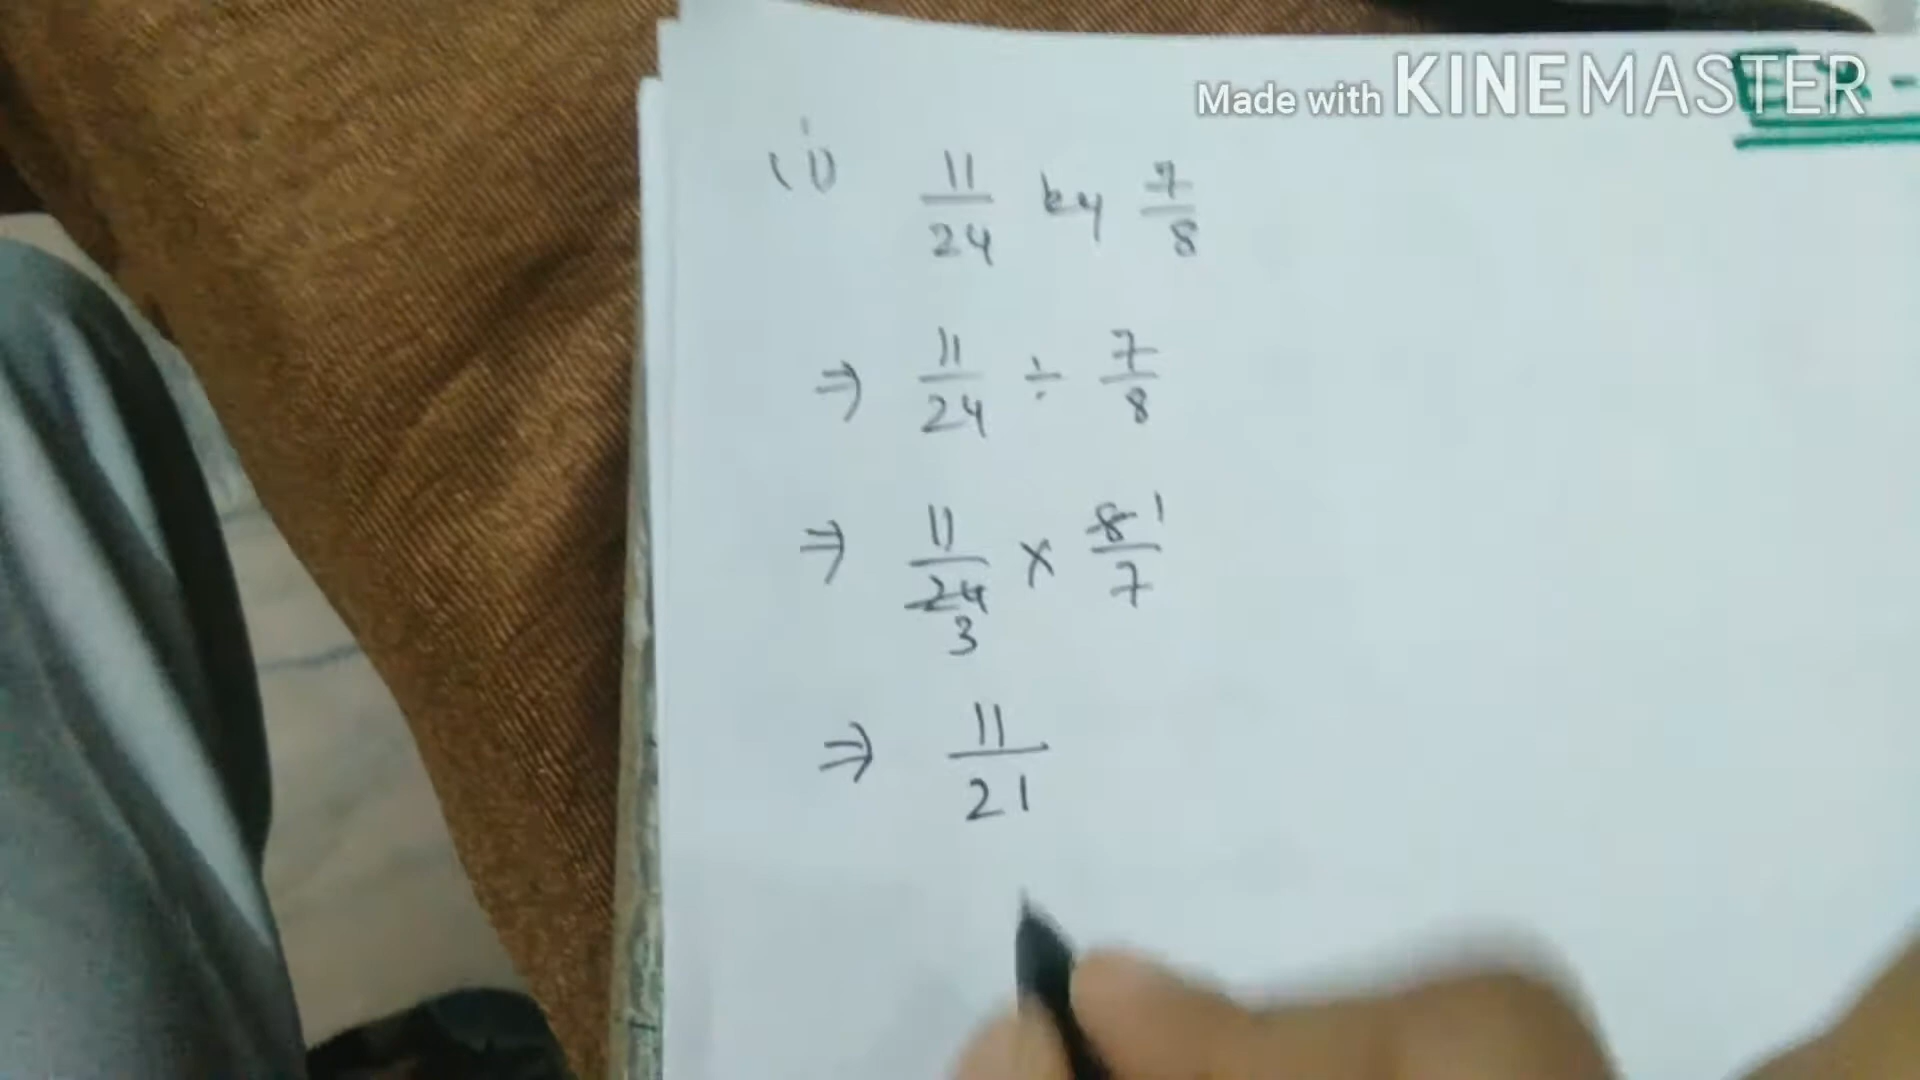 Made with KINEMASTER
(i) 11/24 by 7/8
⇒ 11/24 ÷ 7/8
⇒ 11/24 × 8/7
1
3
⇒ 11/21